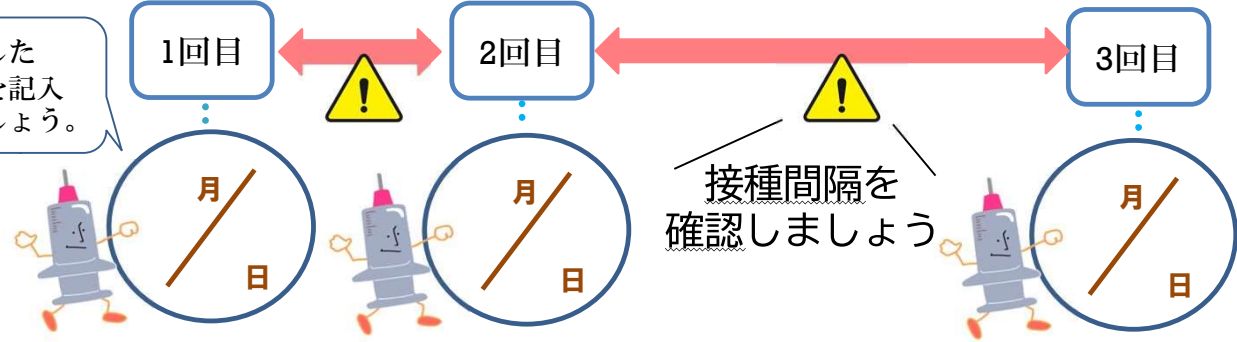 した
を記入
しょう。
1回目
2回目
3回目
月
日
月
日
接種間隔を
確認しましょう
月
日